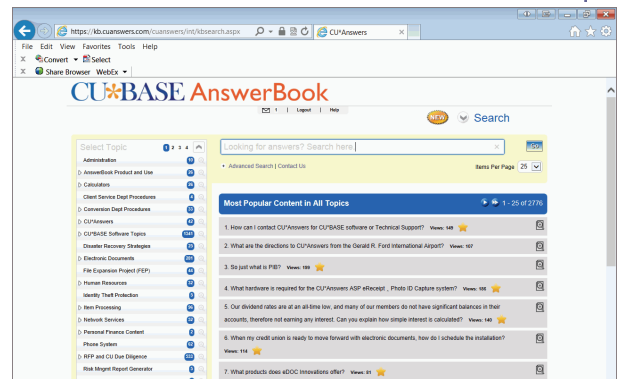 https://kb.cuanswers.com/cuanswers/int/kbsearch.aspx
CU*Answers
File Edit View Favorites Tools Help
x Convert Select
x Share Browser WebEx
CU*BASE AnswerBook
1 | Logout | Help
NEW Search
Select Topic 1 2 3 4
Looking for answers? Search here.
Go
• Advanced Search | Contact Us
Items Per Page 25
Administration
AnswerBook Product and Use
Calculators
Client Service Dept Procedures
Conversion Dept Procedures
CU*Answers
CU*BASE Software Topics
Disaster Recovery Strategies
Electronic Documents
File Expansion Project (FEP)
Human Resources
Identity Theft Protection
Item Processing
Network Services
Personal Finance Content
Phone System
RFP and CU Due Diligence
Risk Mngmt Report Generator
Most Popular Content in All Topics
1 - 25 of 2776
1. How can I contact CU*Answers for CU*BASE software or Technical Support? Views: 149
2. What are the directions to CU*Answers from the Gerald R. Ford International Airport? Views: 107
3. So just what is PIB? Views:
4. What hardware is required for the CU*Answers ASP eReceipt , Photo ID Capture system? Views:
5. Our dividend rates are at an all-time low, and many of our members do not have significant balances in their
accounts, therefore not earning any interest. Can you explain how simple interest is calculated? Views:
6. When my credit union is ready to move forward with electronic documents, how do I schedule the installation?
Views: 114
7. What products does eDOC Innovations offer? Views: 91